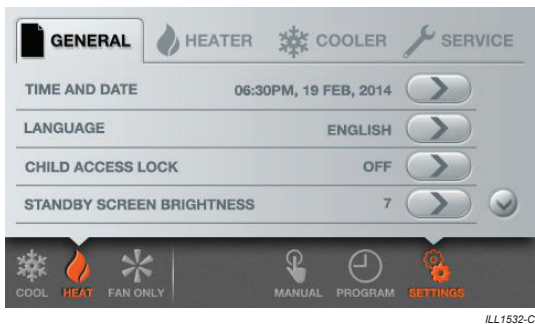 GENERAL HEATER COOLER SERVICE
TIME AND DATE 06:30PM, 19 FEB, 2014
LANGUAGE ENGLISH
CHILD ACCESS LOCK OFF
STANDBY SCREEN BRIGHTNESS 7
COOL HEAT FAN ONLY MANUAL PROGRAM SETTINGS
ILL1532-C